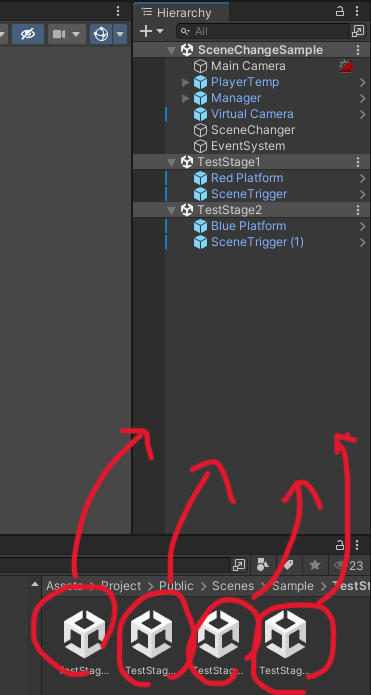 Hierarchy
All
SceneChangeSample
Main Camera
PlayerTemp
Manager
Virtual Camera
SceneChanger
EventSystem
TestStage1
Red Platform
SceneTrigger
TestStage2
Blue Platform
SceneTrigger (1)
23
Assets > Project > Public > Scenes > Sample > TestSt
TestStag... TestStag... TestStag... TestStag...